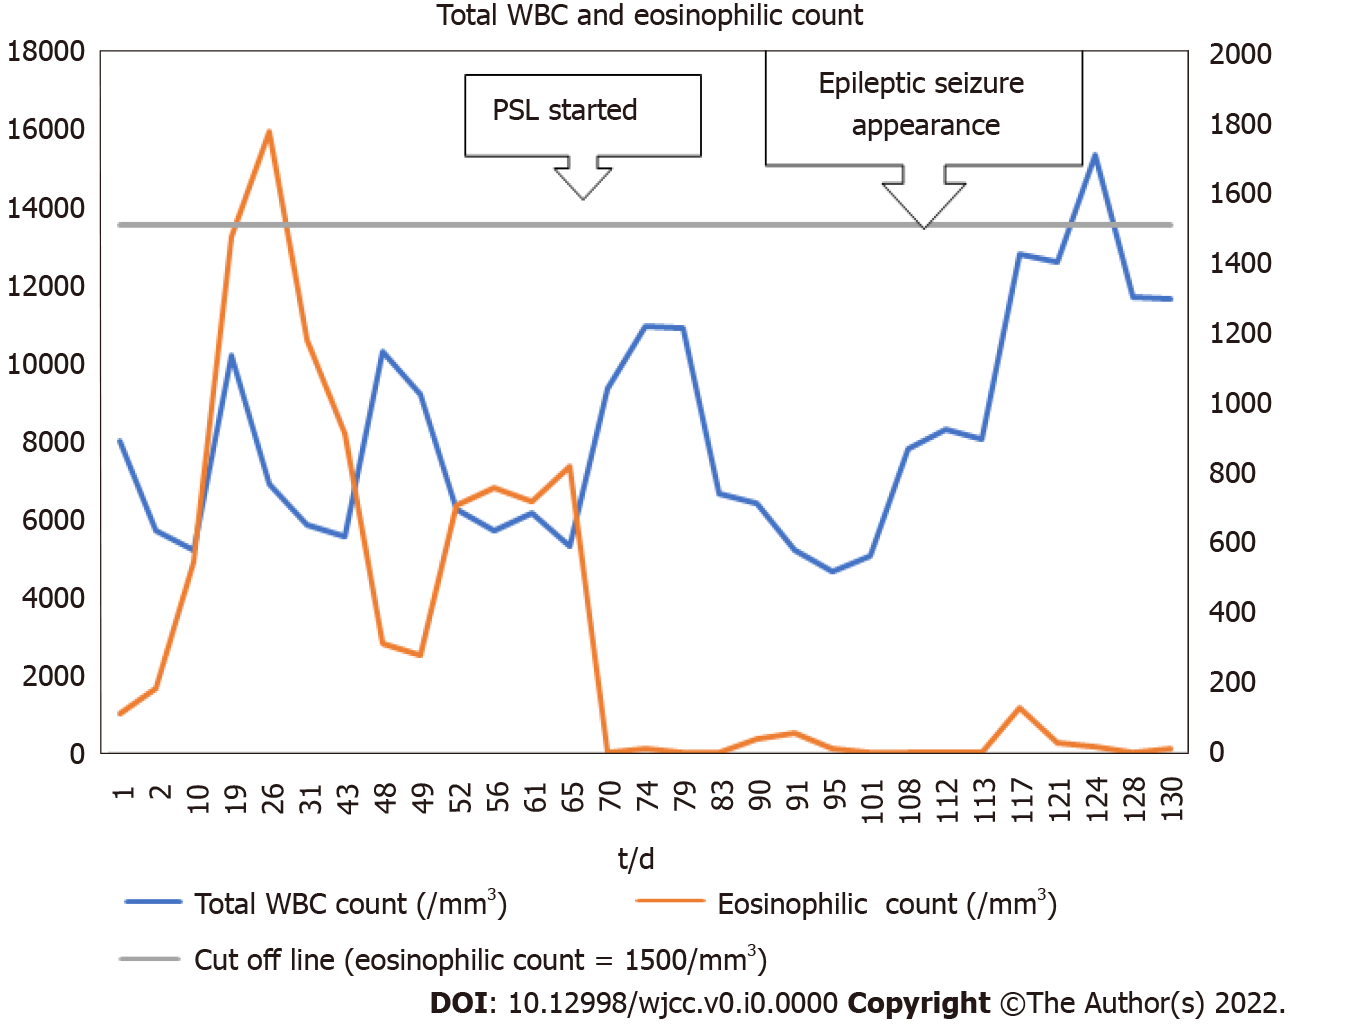 Total WBC and eosinophilic count
18000
16000
14000
12000
10000
8000
6000
4000
2000
0
2000
1800
1600
1400
1200
1000
800
600
400
200
0
PSL started
Epileptic seizure
appearance
1 2 10 19 26 31 43 48 49 52 56 61 65 70 74 79 83 90 91 95 101 108 112 113 117 121 124 128 130
t/d
Total WBC count (/mm³) Eosinophilic count (/mm³)
Cut off line (eosinophilic count = 1500/mm³)
DOI: 10.12998/wjcc.v0.i0.0000 Copyright ©The Author(s) 2022.